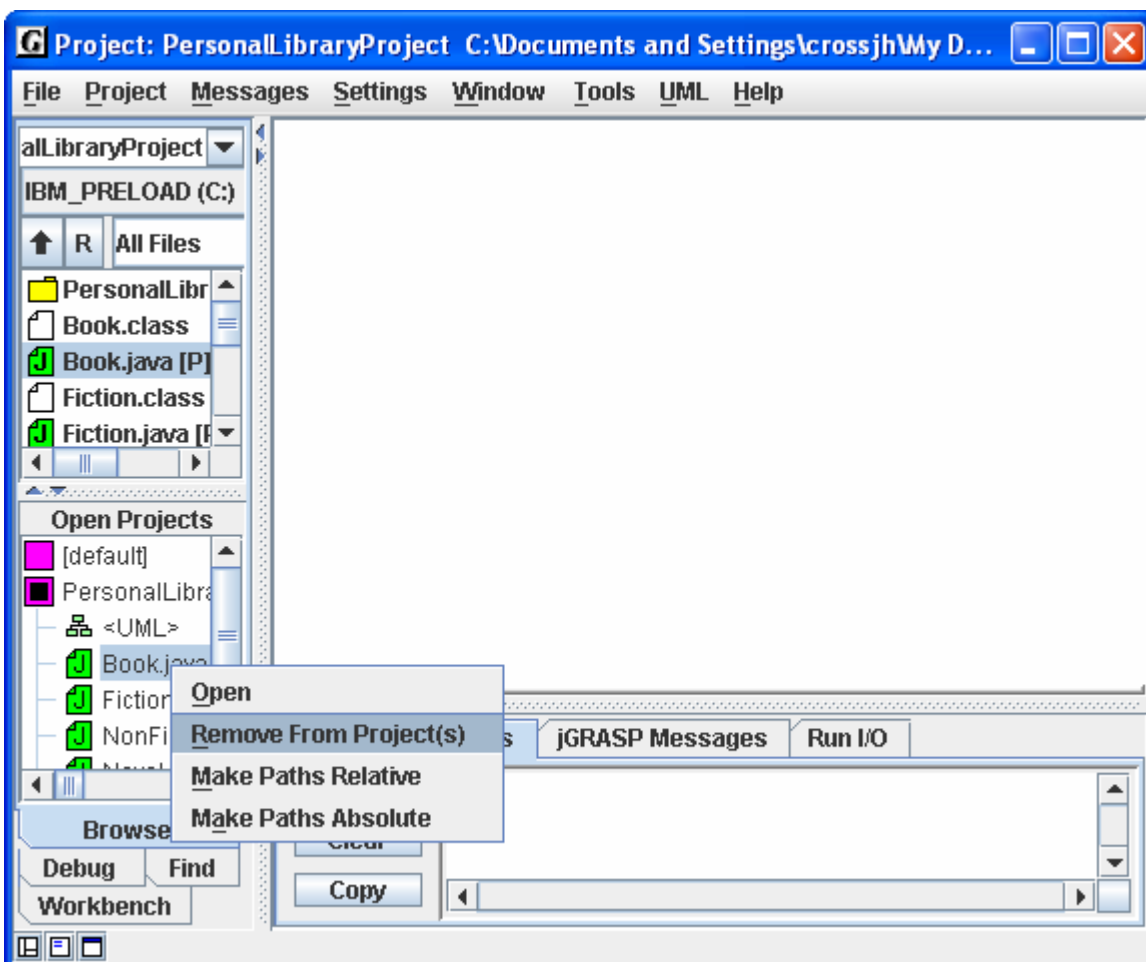 G Project: PersonalLibraryProject C:\Documents and Settings\crossjh\My D...
File Project Messages Settings Window Tools UML Help
alLibraryProject
IBM_PRELOAD (C:)
R All Files
PersonalLibr
Book.class
J Book.java [P]
Fiction.class
J Fiction.java [P
Open Projects
[default]
PersonalLibra
<UML>
J Book.java
J Fiction
J NonFi
Open
Remove From Project(s)
Make Paths Relative
Make Paths Absolute
s jGRASP Messages Run I/O
Clear
Copy
Browse
Debug Find
Workbench